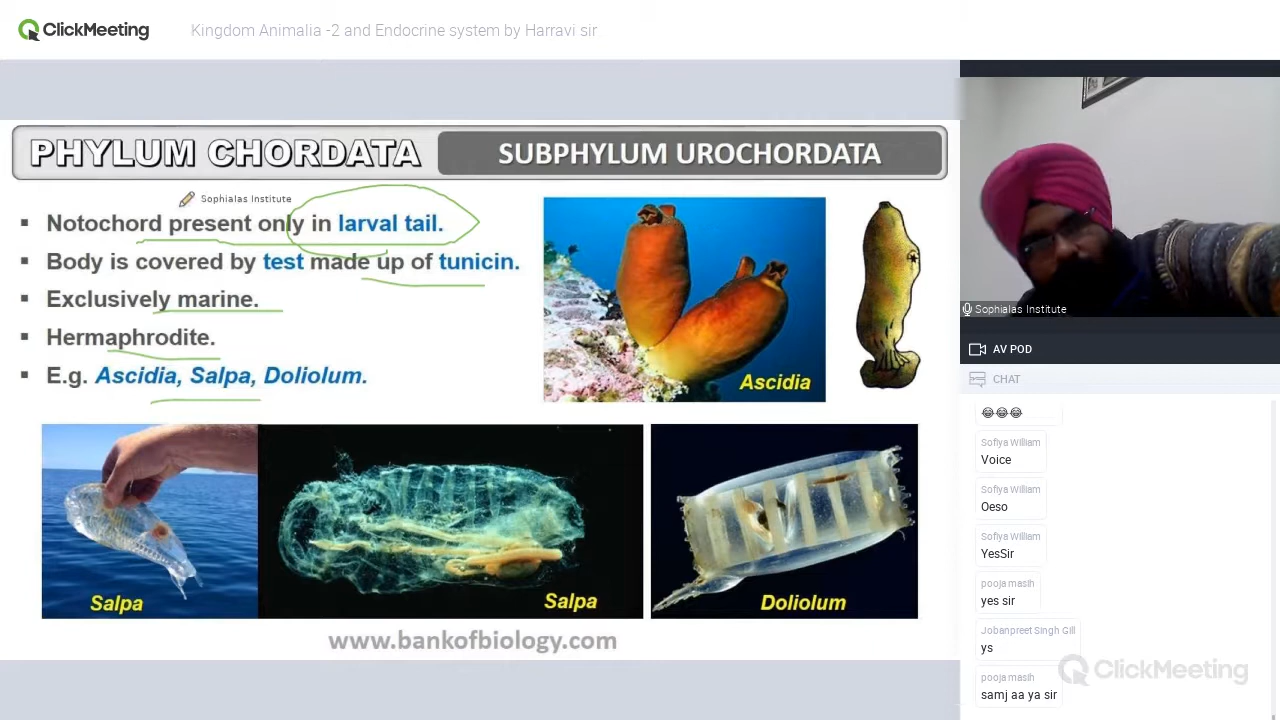 ClickMeeting
Kingdom Animalia -2 and Endocrine system by Harravi sir
PHYLUM CHORDATA
SUBPHYLUM UROCHORDATA
Sophialas Institute
▪ Notochord present only in larval tail.
▪ Body is covered by test made up of tunicin.
▪ Exclusively marine.
▪ Hermaphrodite.
▪ E.g. Ascidia, Salpa, Doliolum.
Ascidia
Salpa
Salpa
Doliolum
www.bankofbiology.com
Sophialas Institute
AV POD
CHAT
😂😂😂
Sofiya William
Voice
Sofiya William
Oeso
Sofiya William
YesSir
pooja masih
yes sir
Jobanpreet Singh Gill
ys
pooja masih
samj aa ya sir
ClickMeeting